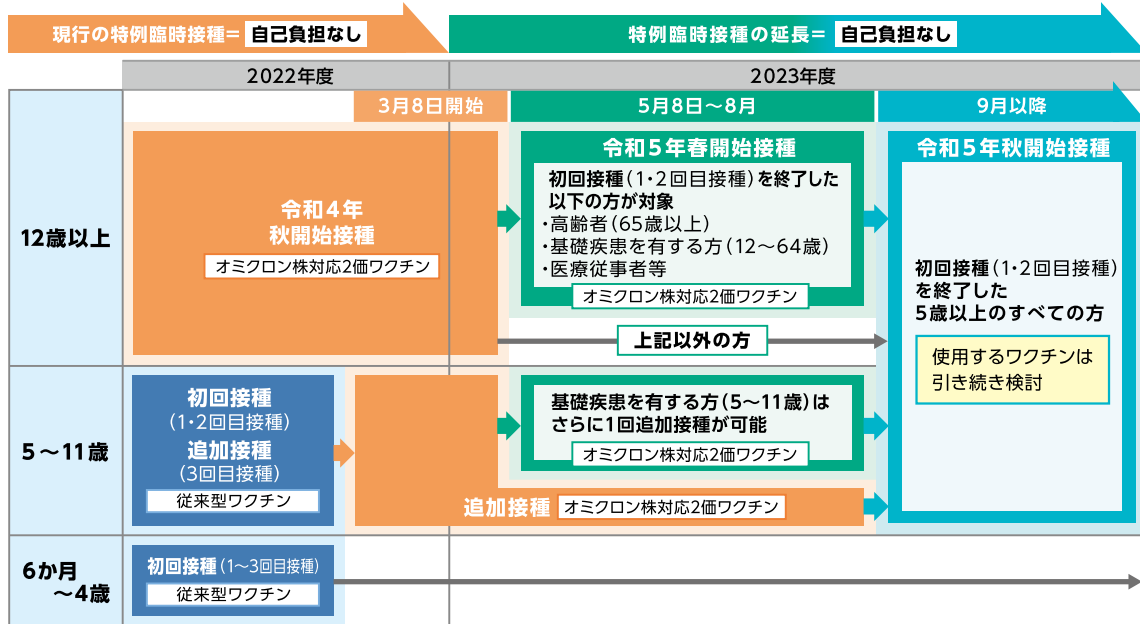 現行の特例臨時接種= 自己負担なし
特例臨時接種の延長= 自己負担なし
2022年度
2023年度
3月8日開始
5月8日～8月
9月以降
12歳以上
令和4年
秋開始接種
オミクロン株対応2価ワクチン
令和5年春開始接種
初回接種(1・2回目接種)を終了した
以下の方が対象
・高齢者(65歳以上)
・基礎疾患を有する方(12～64歳)
・医療従事者等
オミクロン株対応2価ワクチン
上記以外の方
令和5年秋開始接種
初回接種(1・2回目接種)
を終了した
5歳以上のすべての方
使用するワクチンは
引き続き検討
5～11歳
初回接種
(1・2回目接種)
追加接種
(3回目接種)
従来型ワクチン
基礎疾患を有する方(5～11歳)は
さらに1回追加接種が可能
オミクロン株対応2価ワクチン
追加接種 オミクロン株対応2価ワクチン
6か月
～4歳
初回接種(1～3回目接種)
従来型ワクチン